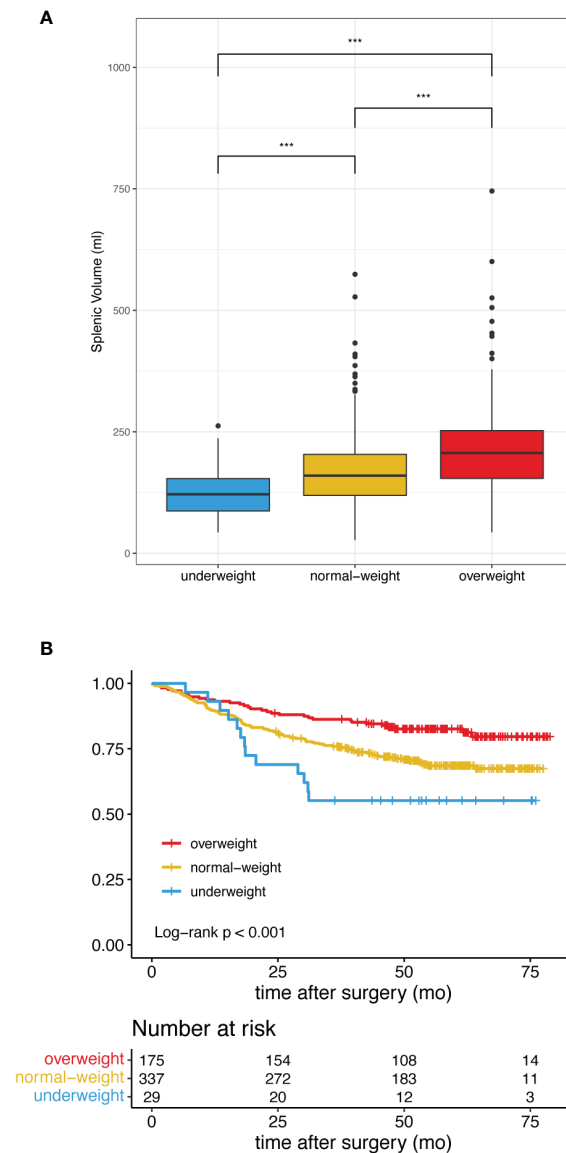 A
***
***
***
1000
750
500
250
0
Splenic Volume (ml)
underweight normal−weight overweight
B
1.00
0.75
0.50
0.25
0.00
overweight
normal−weight
underweight
Log−rank p < 0.001
0 25 50 75
time after surgery (mo)
Number at risk
overweight 175 154 108 14
normal−weight 337 272 183 11
underweight 29 20 12 3
0 25 50 75
time after surgery (mo)